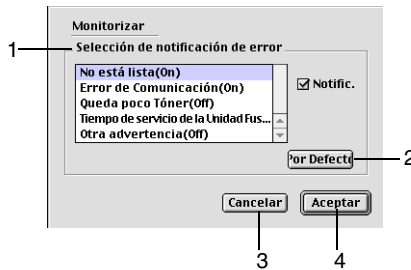 Monitorizar
1
Selección de notificación de error
No está lista(On)
Error de Comunicación(On)
Queda poco Tóner(Off)
Tiempo de servicio de la Unidad Fus...
Otra advertencia(Off)
Notific.
Por Defecto
2
Cancelar
Aceptar
3
4